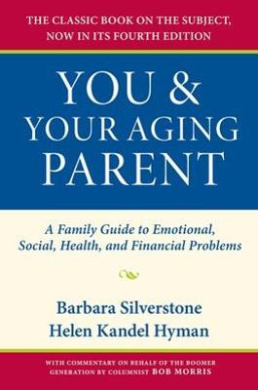 THE CLASSIC BOOK ON THE SUBJECT,
NOW IN ITS FOURTH EDITION
YOU &
YOUR AGING
PARENT
A Family Guide to Emotional,
Social, Health, and Financial Problems
Barbara Silverstone
Helen Kandel Hyman
WITH COMMENTARY ON BEHALF OF THE BOOMER
GENERATION BY COLUMNIST BOB MORRIS